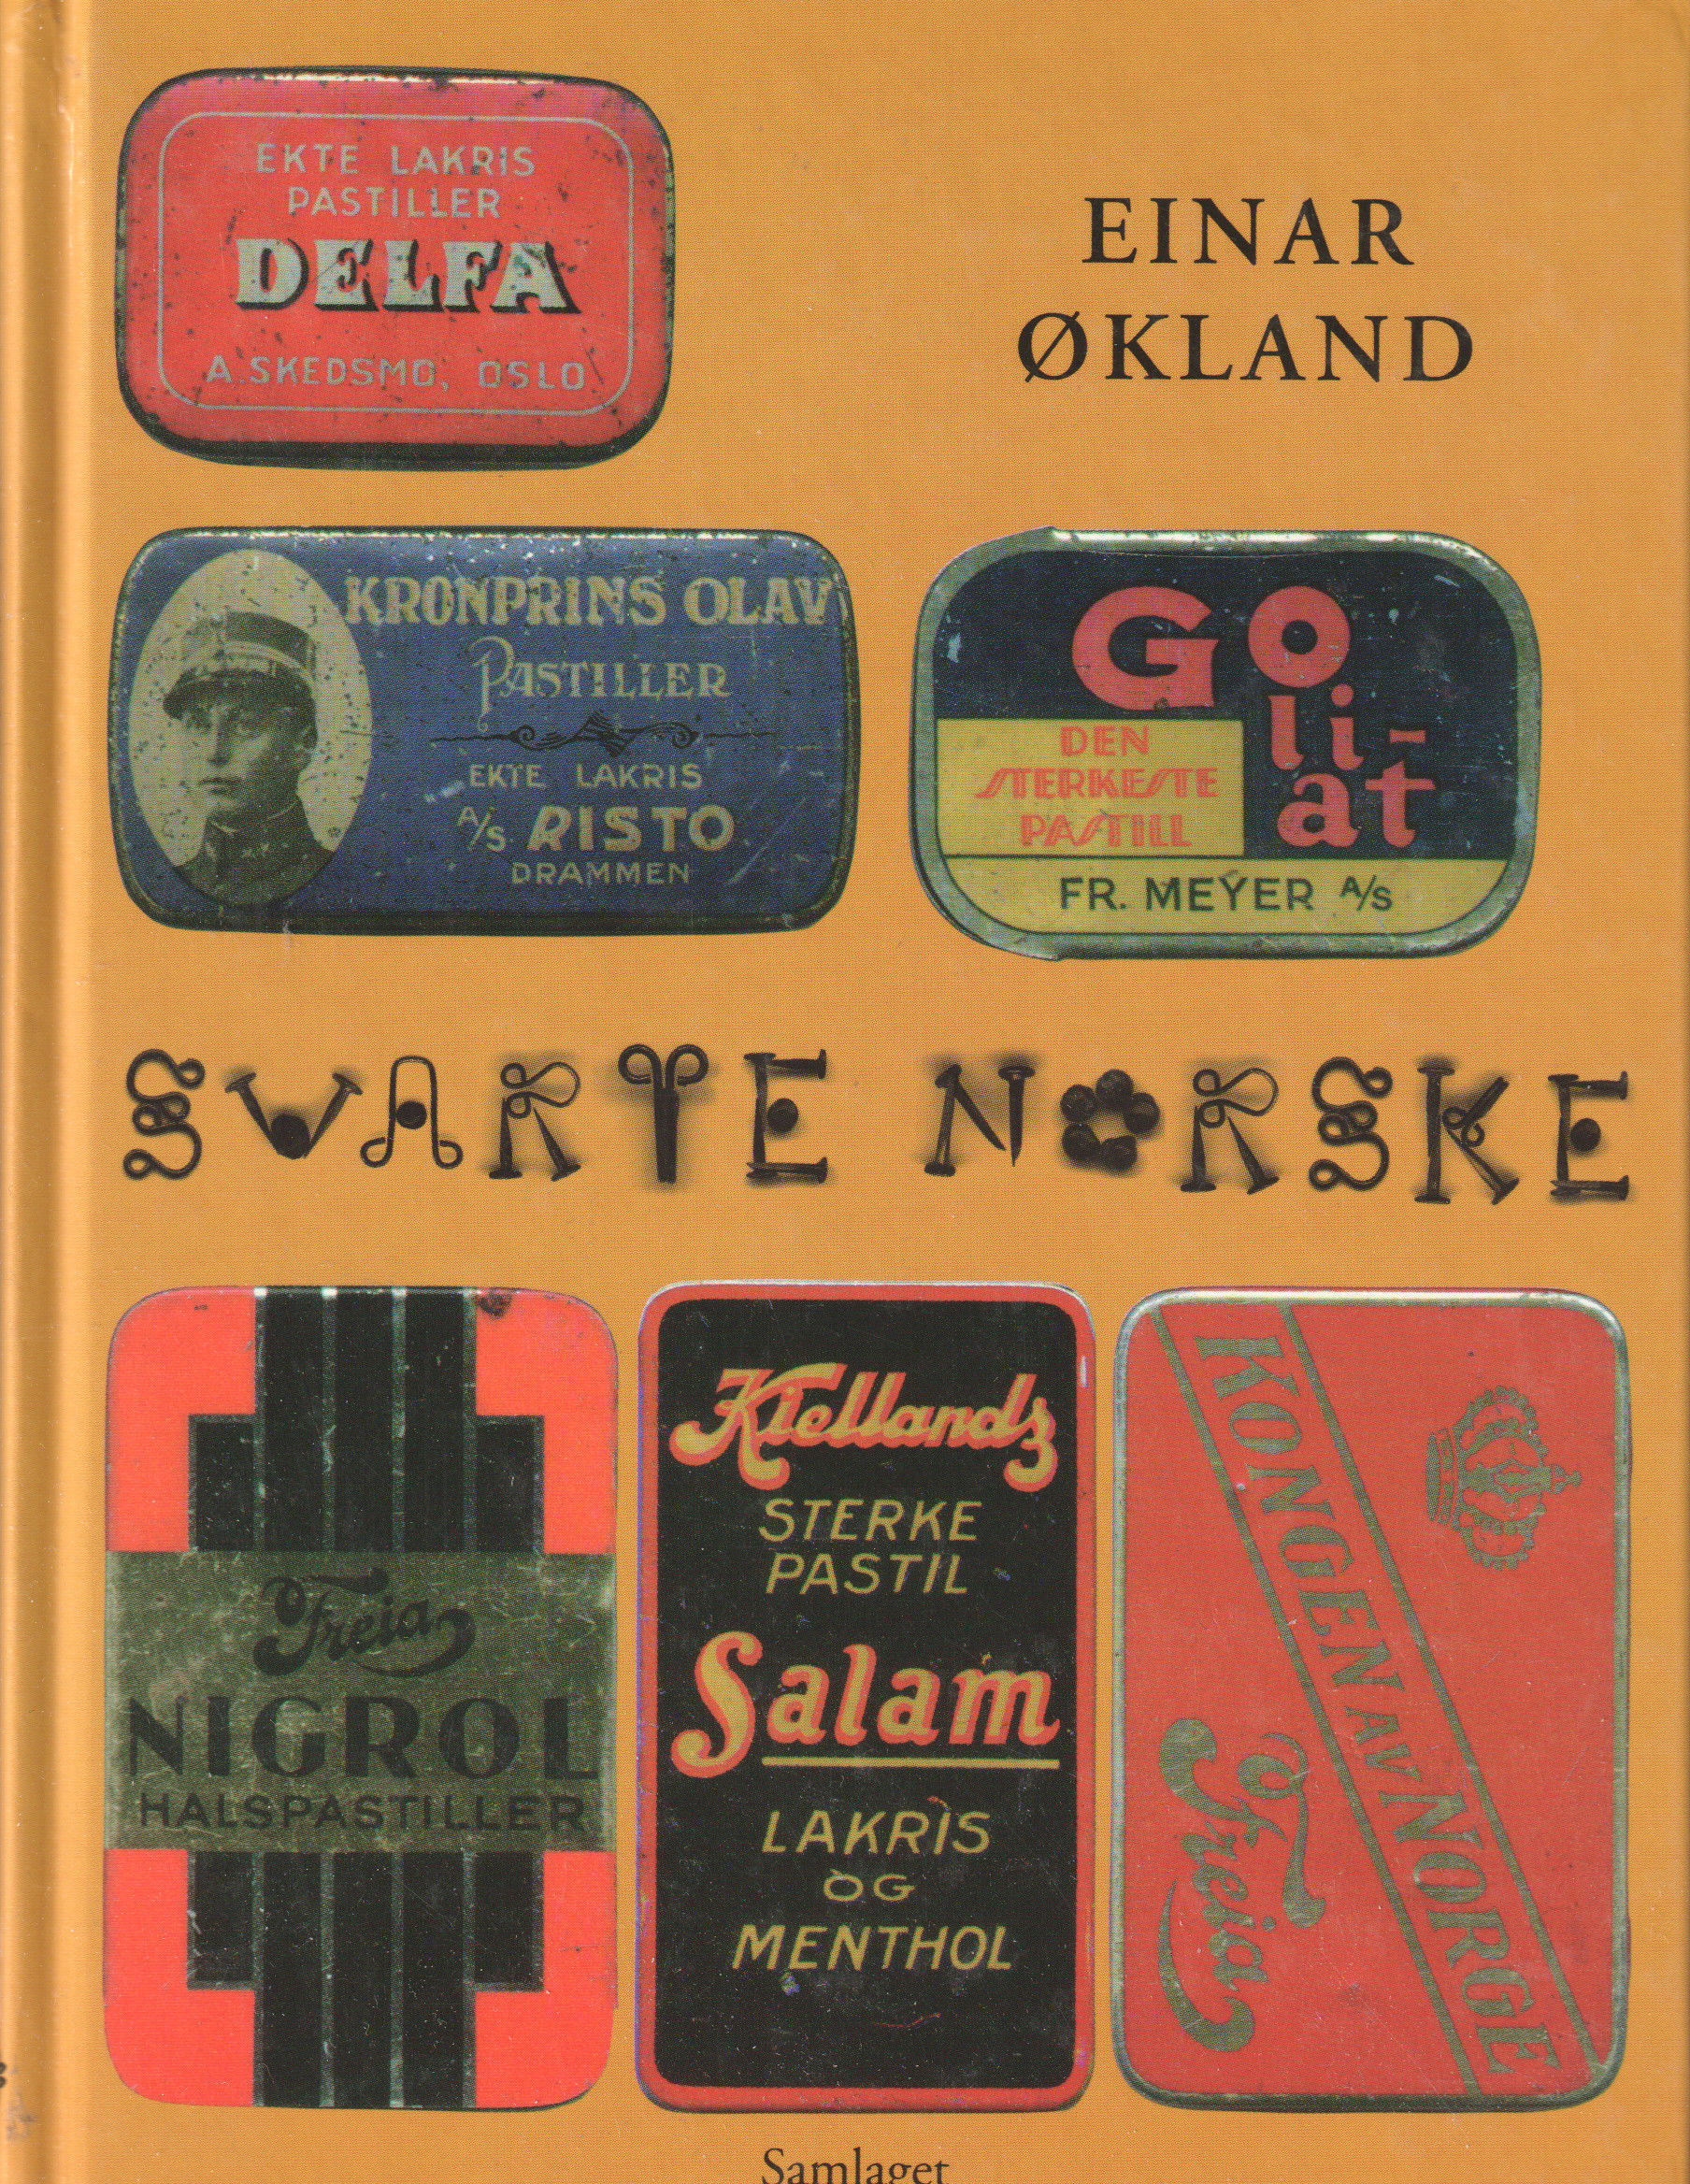 EKTE LAKRIS
PASTILLER
DELFA
A. SKEDSMO, OSLO
EINAR
ØKLAND
KRONPRINS OLAV
PASTILLER
EKTE LAKRIS
A/S RISTO
DRAMMEN
GO
li-
at
DEN
STERKESTE
PASTILL
FR. MEYER A/S
SVARTE NORSKE
Freia
NIGROL
HALSPASTILLER
Kiellands
STERKE
PASTIL
Salam
LAKRIS
OG
MENTHOL
KONGEN AV NORGE
Freia
Samlaget